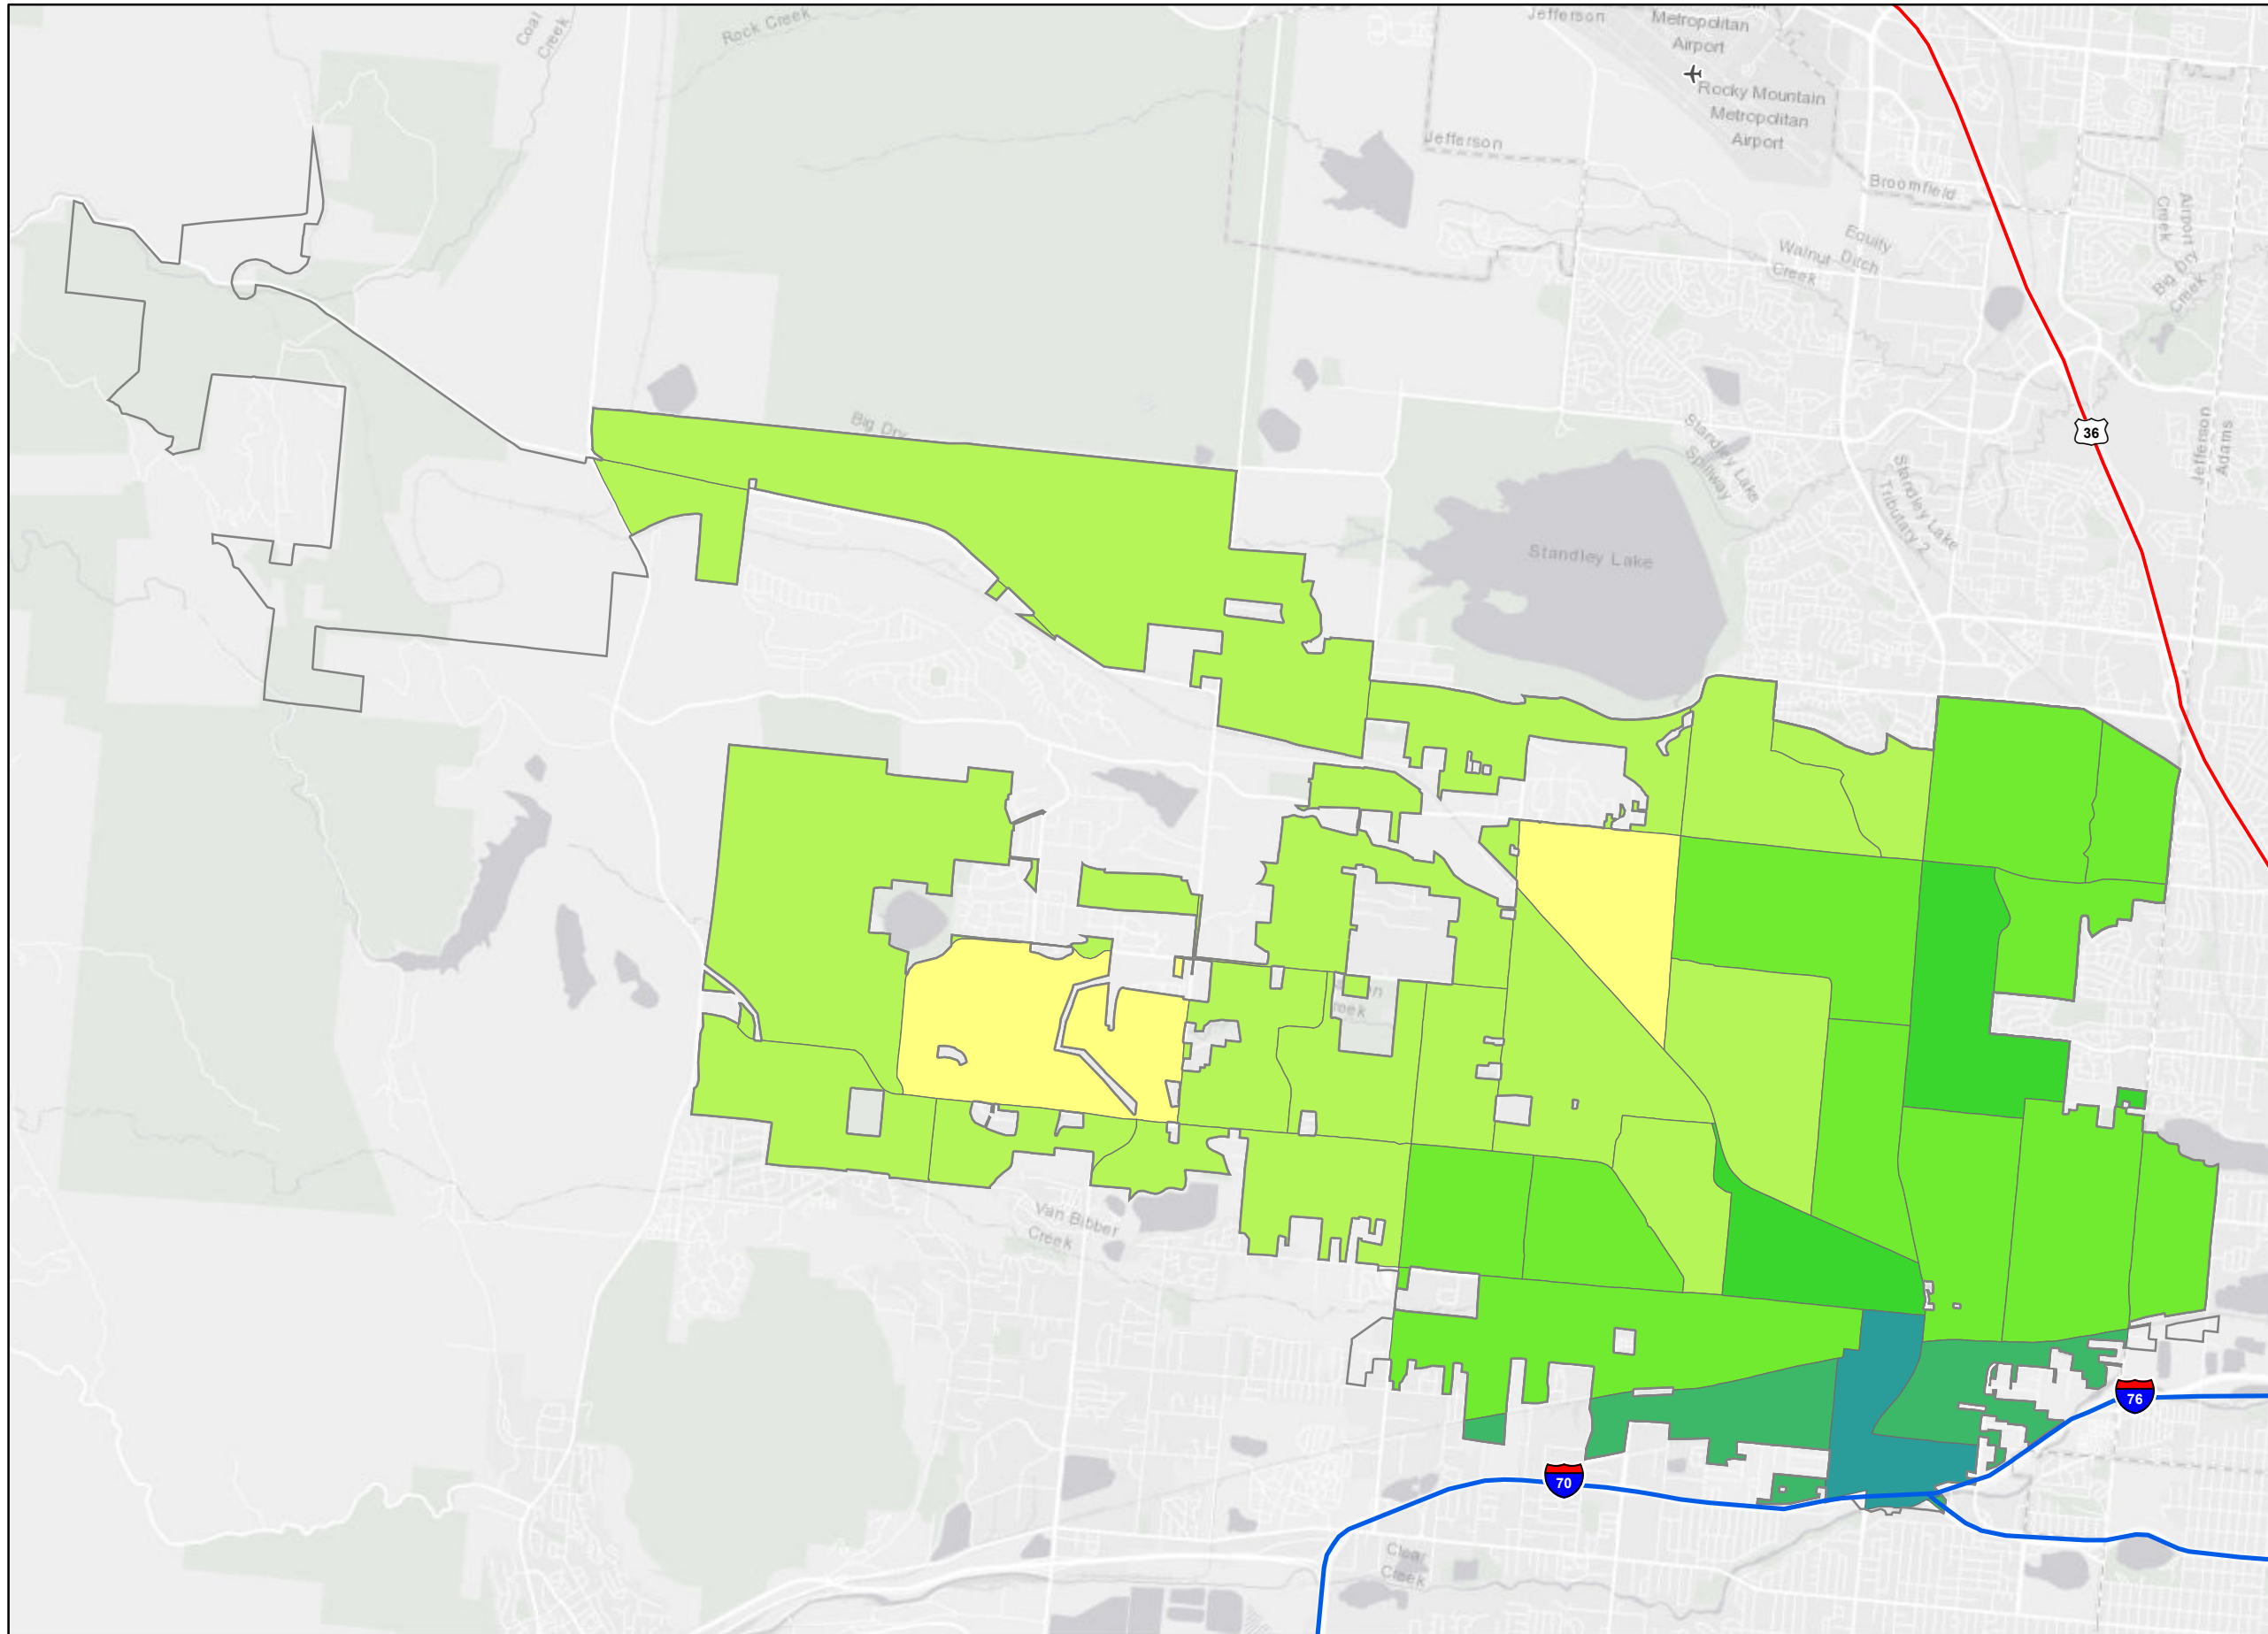 Coal
Creek
Rock Creek
Jefferson
Metropolitan
Airport
Rocky Mountain
Metropolitan
Airport
Jefferson
Broomfield
Airport
Creek
Equity
Ditch
Walnut
Creek
Big Dry
Creek
Big Dry
36
Jefferson
Adams
Standley Lake
Spillway
Standley Lake
Tributary 2
Standley Lake
Van Bibber
Creek
76
70
Clear
Creek